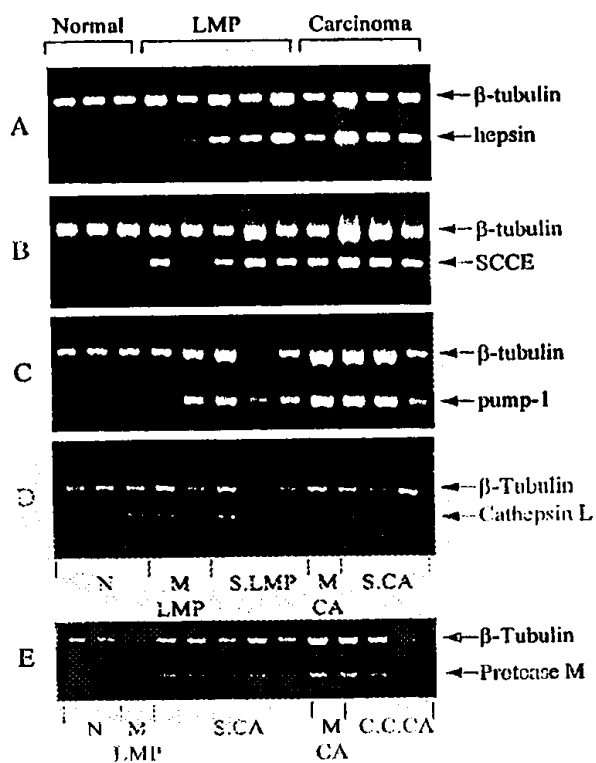 Normal LMP Carcinoma
A
β-tubulin
hepsin
B
β-tubulin
SCCE
C
β-tubulin
pump-1
D
β-Tubulin
Cathepsin L
N M S.LMP M S.CA
LMP CA
E
β-Tubulin
Protease M
N M S.CA M C.C.CA
LMP CA